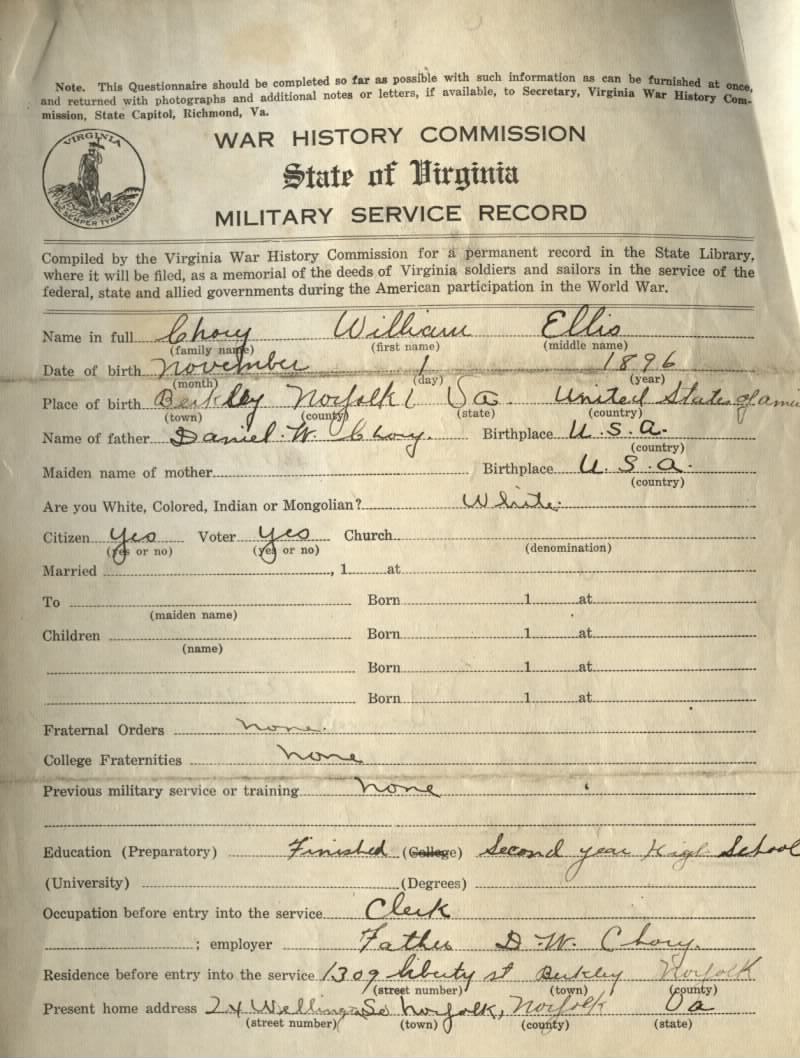 Note. This Questionnaire should be completed so far as possible with such information as can be furnished at once,
and returned with photographs and additional notes or letters, if available, to Secretary, Virginia War History Com-
mission, State Capitol, Richmond, Va.
VIRGINIA
SIC SEMPER TYRANNIS
WAR HISTORY COMMISSION
State of Virginia
MILITARY SERVICE RECORD
Compiled by the Virginia War History Commission for a permanent record in the State Library,
where it will be filed, as a memorial of the deeds of Virginia soldiers and sailors in the service of the
federal, state and allied governments during the American participation in the World War.
Name in full Chory William Ellis
(family name) (first name) (middle name)
Date of birth November 1 1896
(month) (day) (year)
Place of birth Berkley Norfolk Va. United States of
(town) (county) (state) (country)
Name of father Daniel. W. Chory. Birthplace U. S. a.
(country)
Maiden name of mother Birthplace U. S. a.
(country)
Are you White, Colored, Indian or Mongolian? White.
Citizen Yes Voter Yes Church
(yes or no) (yes or no) (denomination)
Married , 1 at
To Born 1 at
(maiden name)
Children Born 1 at
(name)
Born 1 at
Born 1 at
Fraternal Orders None.
College Fraternities None
Previous military service or training None
Education (Preparatory) Finished (College) Second year High School
(University) (Degrees)
Occupation before entry into the service Clerk
; employer Father D. W. Chory.
Residence before entry into the service 1309 liberty st Berkley Norfolk
(street number) (town) (county)
Present home address 24 So Norfolk, Norfolk Va
(street number) (town) (county) (state)